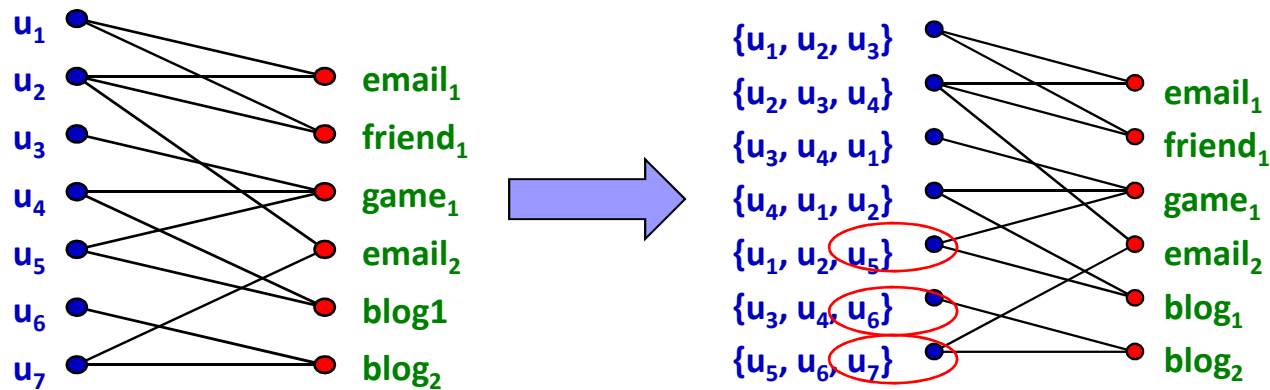 u₁
u₂
u₃
u₄
u₅
u₆
u₇
email₁
friend₁
game₁
email₂
blog1
blog₂
{u₁, u₂, u₃}
{u₂, u₃, u₄}
{u₃, u₄, u₁}
{u₄, u₁, u₂}
{u₁, u₂, u₅}
{u₃, u₄, u₆}
{u₅, u₆, u₇}
email₁
friend₁
game₁
email₂
blog₁
blog₂